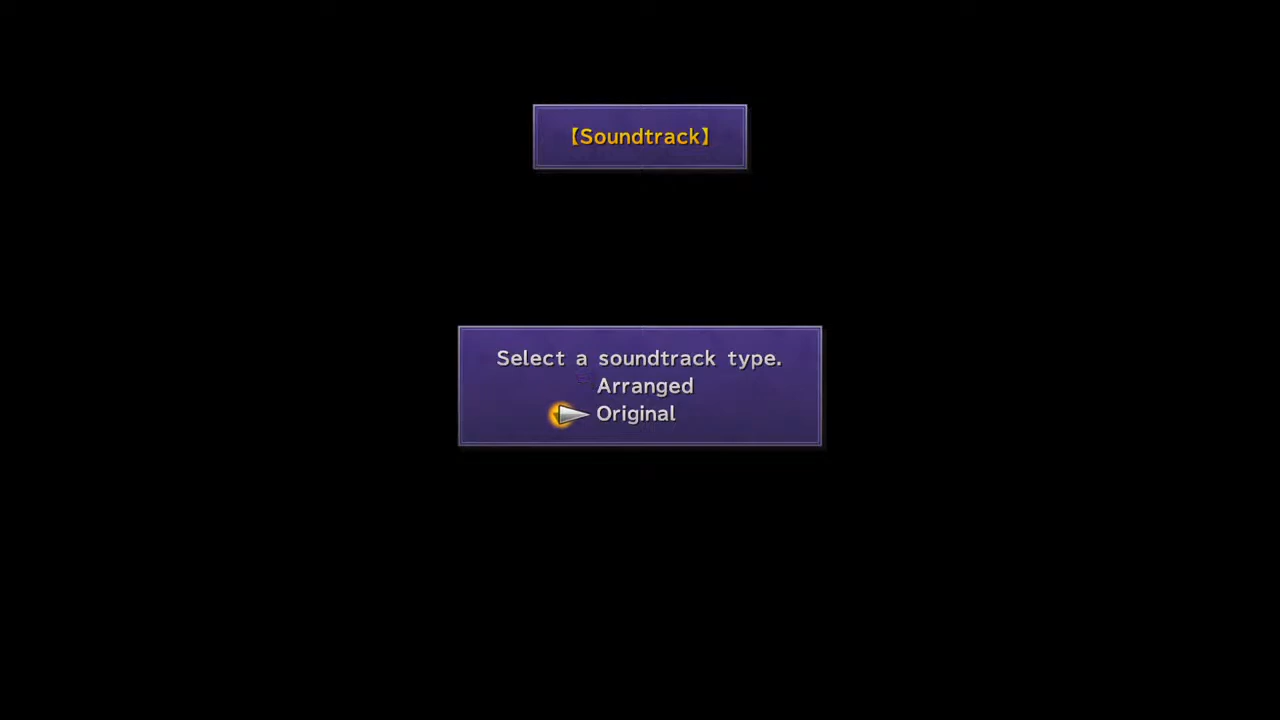 【Soundtrack】
Select a soundtrack type.
Arranged
Original